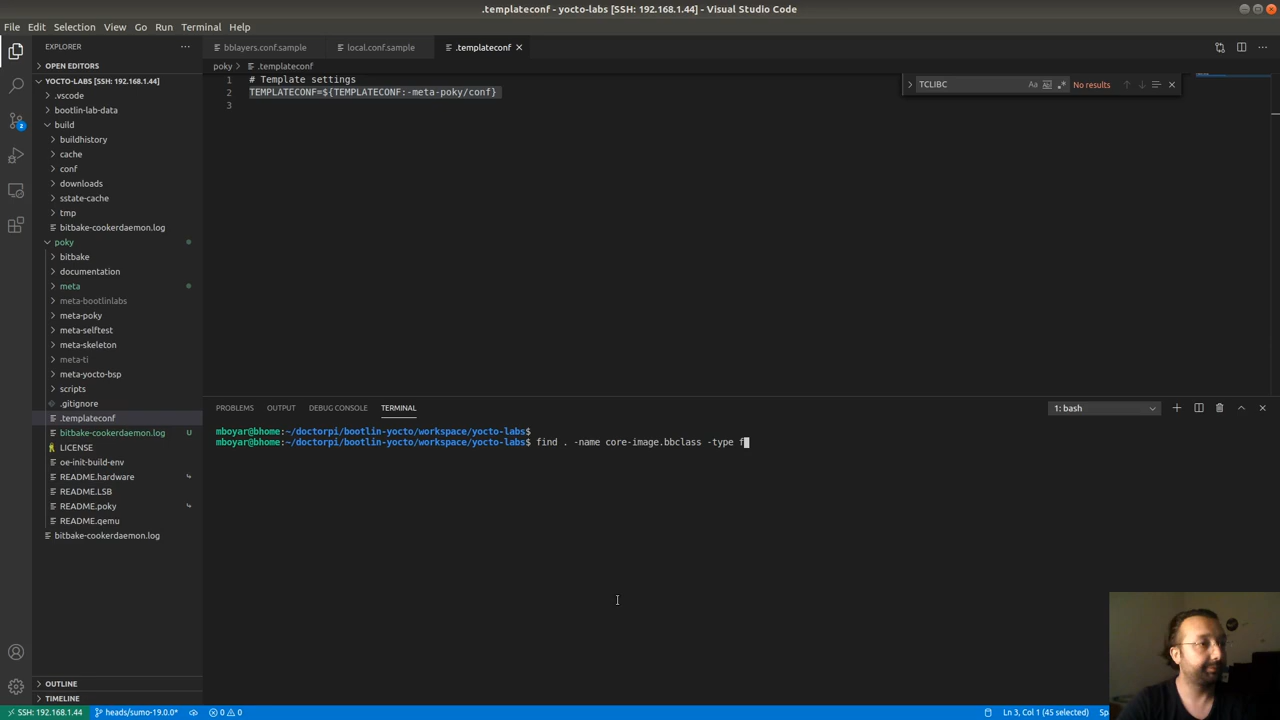 .templateconf - yocto-labs [SSH: 192.168.1.44] - Visual Studio Code
File Edit Selection View Go Run Terminal Help
EXPLORER
bblayers.conf.sample
local.conf.sample
.templateconf
OPEN EDITORS
poky > .templateconf
YOCTO-LABS [SSH: 192.168.1.44]
1 # Template settings
2 TEMPLATECONF=${TEMPLATECONF:-meta-poky/conf}
3
TCLIBC
Aa
No results
.vscode
bootlin-lab-data
build
buildhistory
cache
conf
downloads
sstate-cache
tmp
bitbake-cookerdaemon.log
poky
bitbake
documentation
meta
meta-bootlinlabs
meta-poky
meta-selftest
meta-skeleton
meta-ti
meta-yocto-bsp
scripts
.gitignore
.templateconf
bitbake-cookerdaemon.log U
LICENSE
oe-init-build-env
README.hardware
README.LSB
README.poky
README.qemu
bitbake-cookerdaemon.log
PROBLEMS OUTPUT DEBUG CONSOLE TERMINAL
1: bash
mboyar@bhome:~/doctorpi/bootlin-yocto/workspace/yocto-labs$
mboyar@bhome:~/doctorpi/bootlin-yocto/workspace/yocto-labs$ find . -name core-image.bbclass -type f
2
OUTLINE
TIMELINE
SSH: 192.168.1.44
heads/sumo-19.0.0*
0 0
Ln 3, Col 1 (45 selected)
Sp